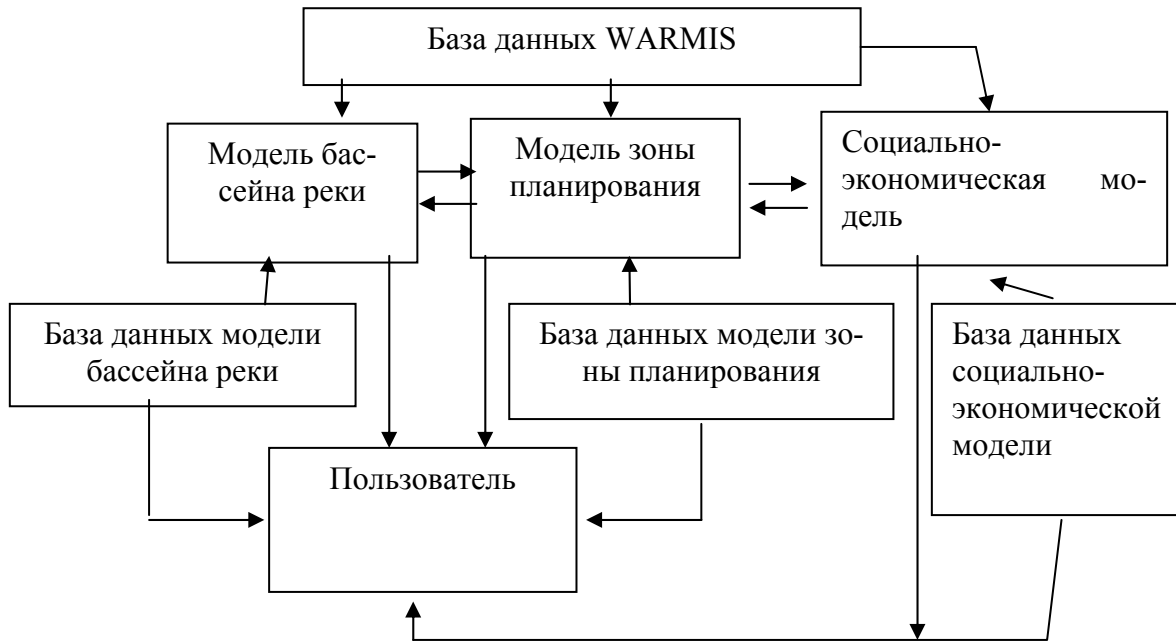 База данных WARMIS
Модель бас-
сейна реки
Модель зоны
планирования
Социально-
экономическая мо-
дель
База данных модели
бассейна реки
База данных модели зо-
ны планирования
База данных
социально-
экономической
модели
Пользователь